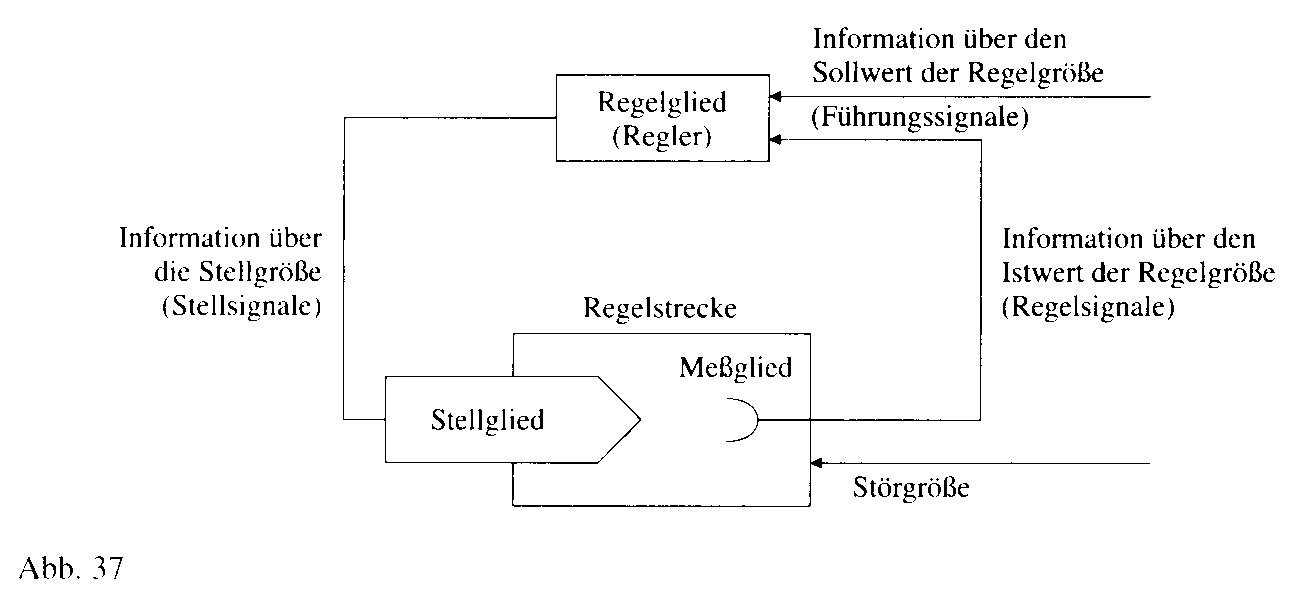 Information über den
Sollwert der Regelgröße
(Führungssignale)
Regelglied
(Regler)
Information über
die Stellgröße
(Stellsignale)
Information über den
Istwert der Regelgröße
(Regelsignale)
Regelstrecke
Meßglied
Stellglied
Störgröße
Abb. 37